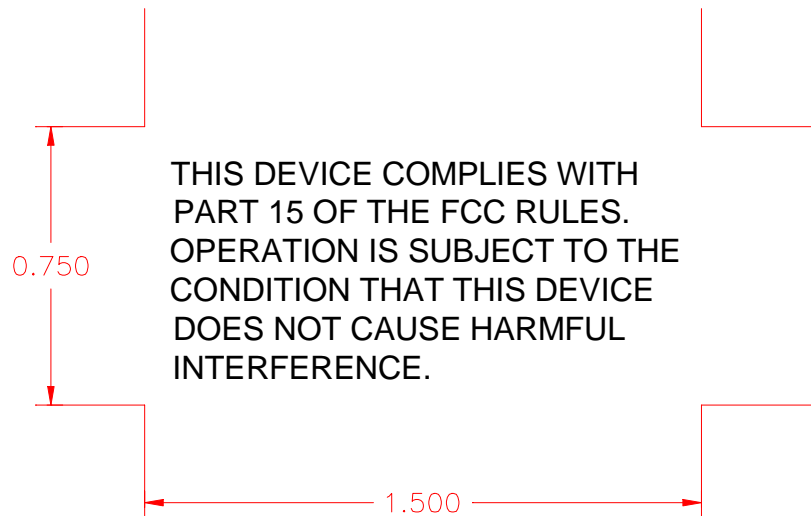 THIS DEVICE COMPLIES WITH
PART 15 OF THE FCC RULES.
OPERATION IS SUBJECT TO THE
0.750
CONDITION THAT THIS DEVICE
DOES NOT CAUSE HARMFUL
INTERFERENCE.
1.500